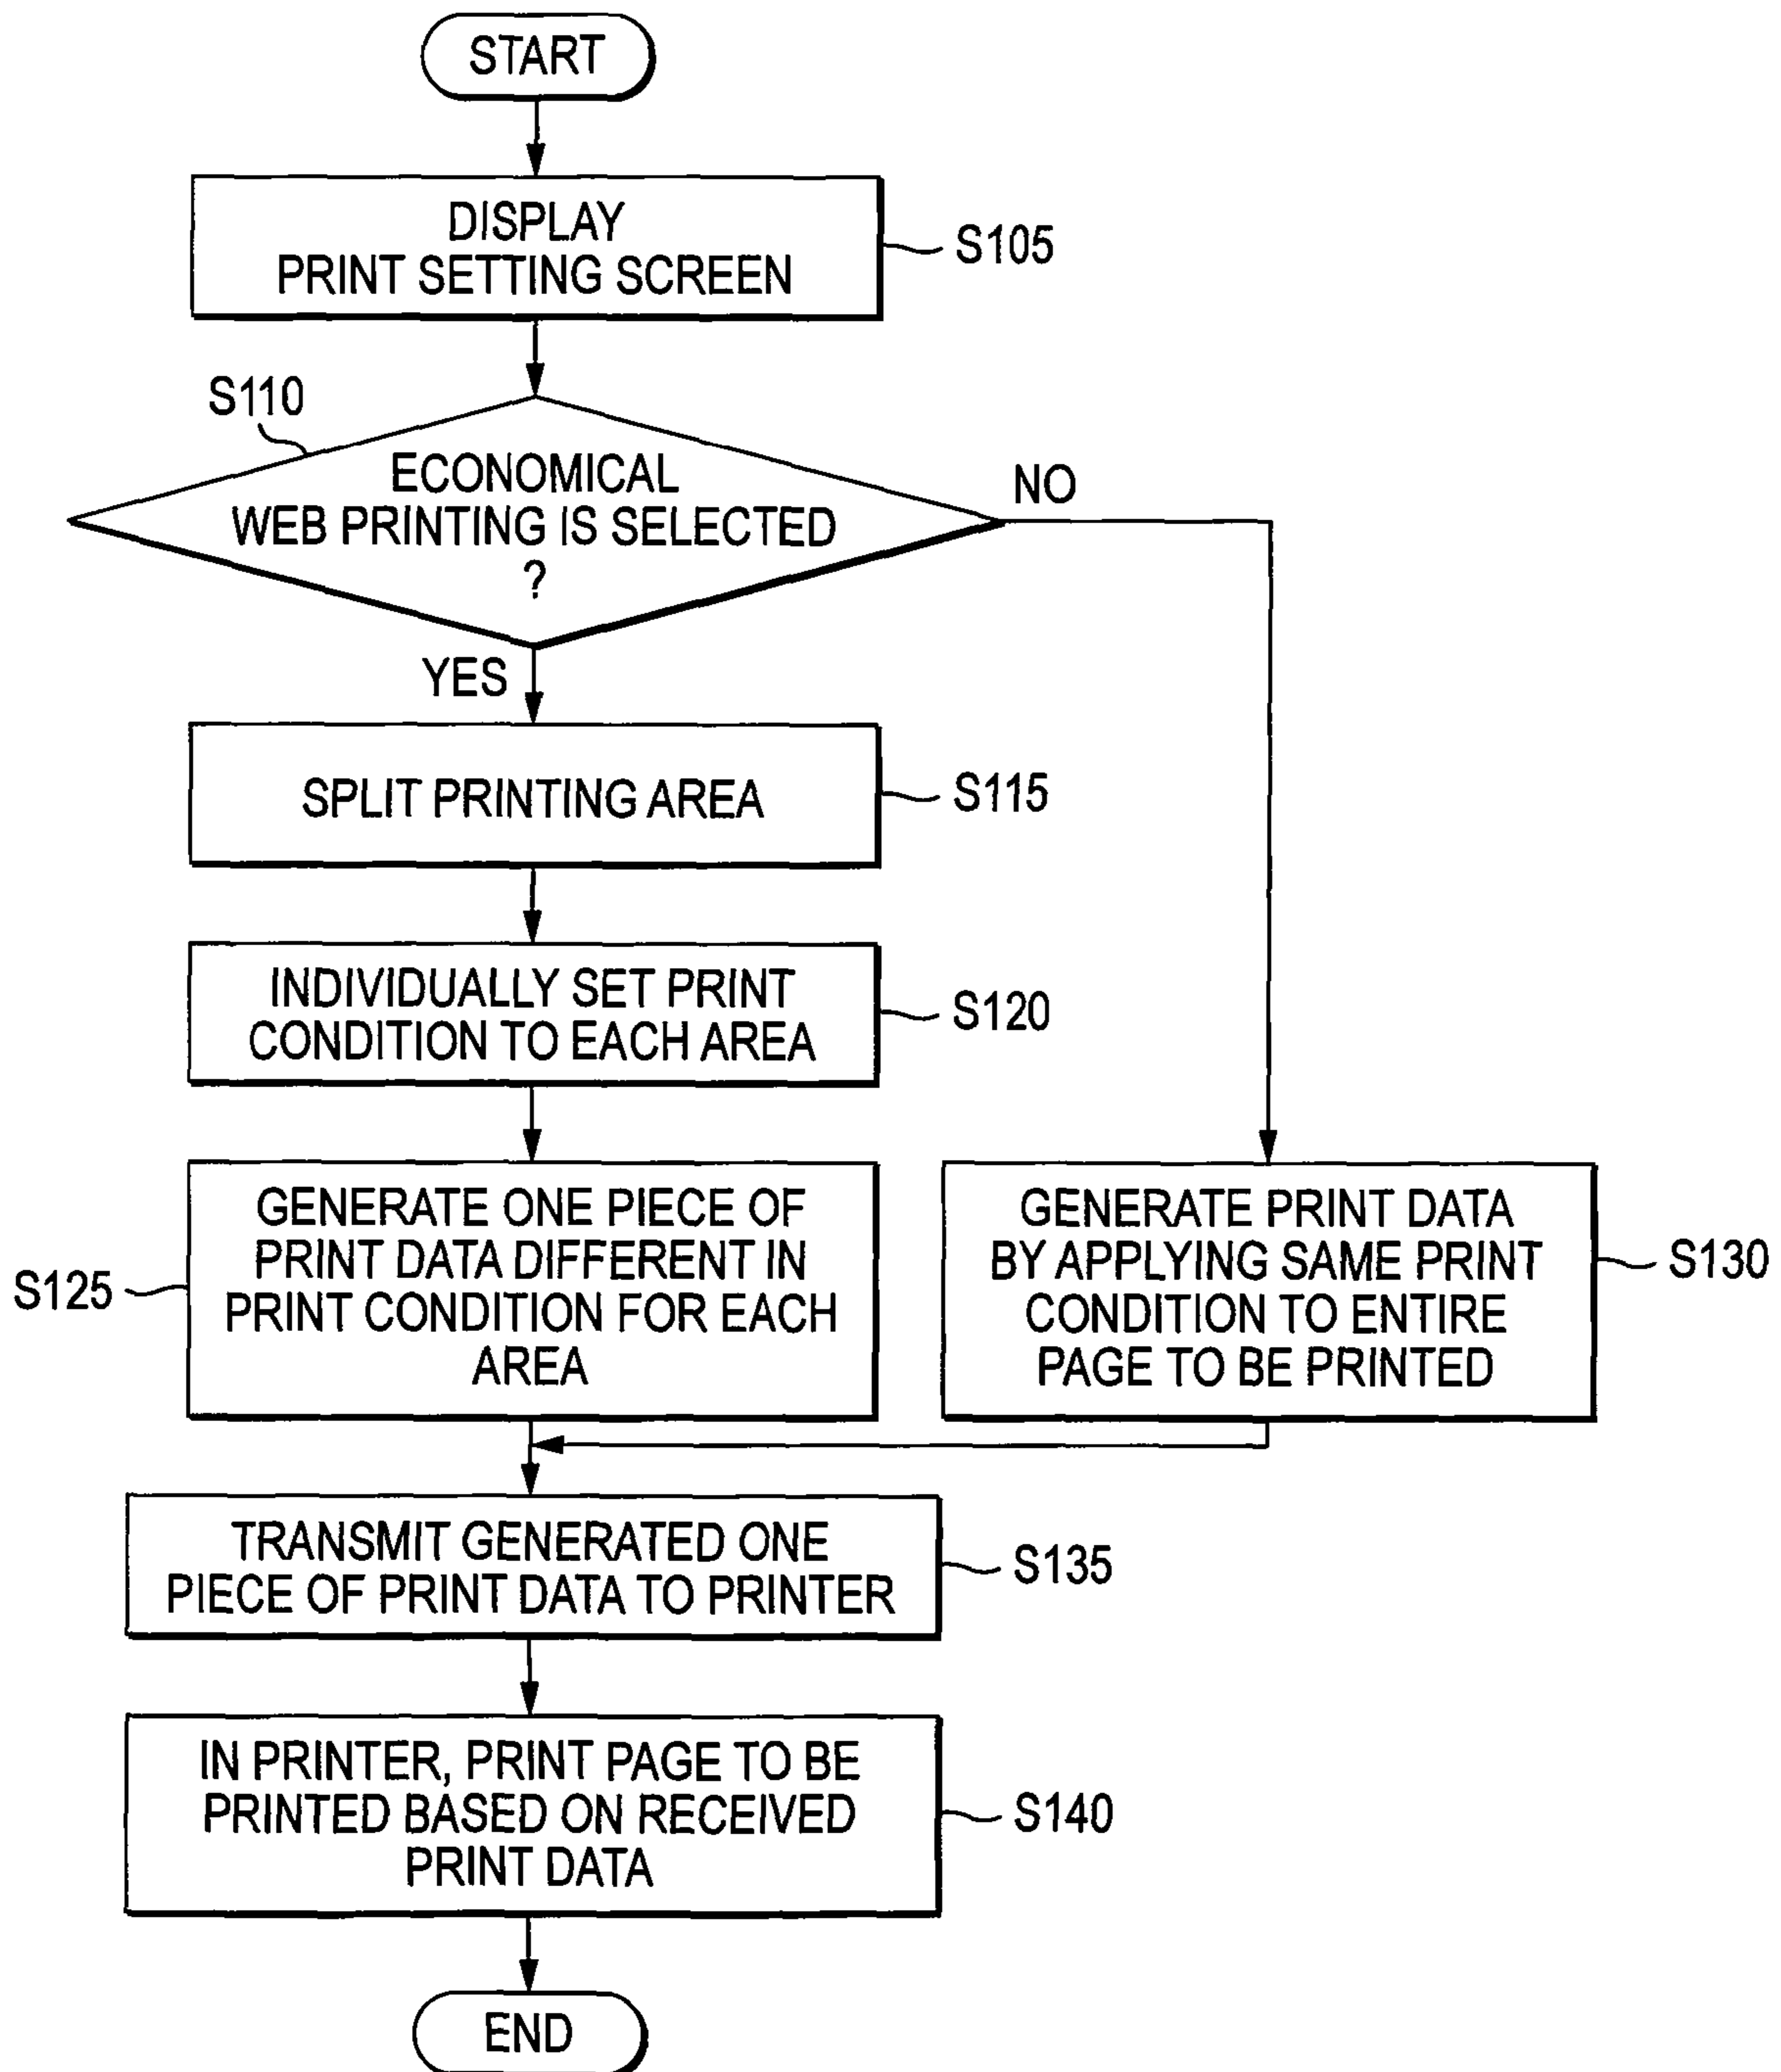 START
DISPLAY
PRINT SETTING SCREEN
S105
S110
ECONOMICAL
WEB PRINTING IS SELECTED
?
NO
YES
SPLIT PRINTING AREA
S115
INDIVIDUALLY SET PRINT
CONDITION TO EACH AREA
S120
GENERATE ONE PIECE OF
PRINT DATA DIFFERENT IN
PRINT CONDITION FOR EACH
AREA
S125
GENERATE PRINT DATA
BY APPLYING SAME PRINT
CONDITION TO ENTIRE
PAGE TO BE PRINTED
S130
TRANSMIT GENERATED ONE
PIECE OF PRINT DATA TO PRINTER
S135
IN PRINTER, PRINT PAGE TO BE
PRINTED BASED ON RECEIVED
PRINT DATA
S140
END